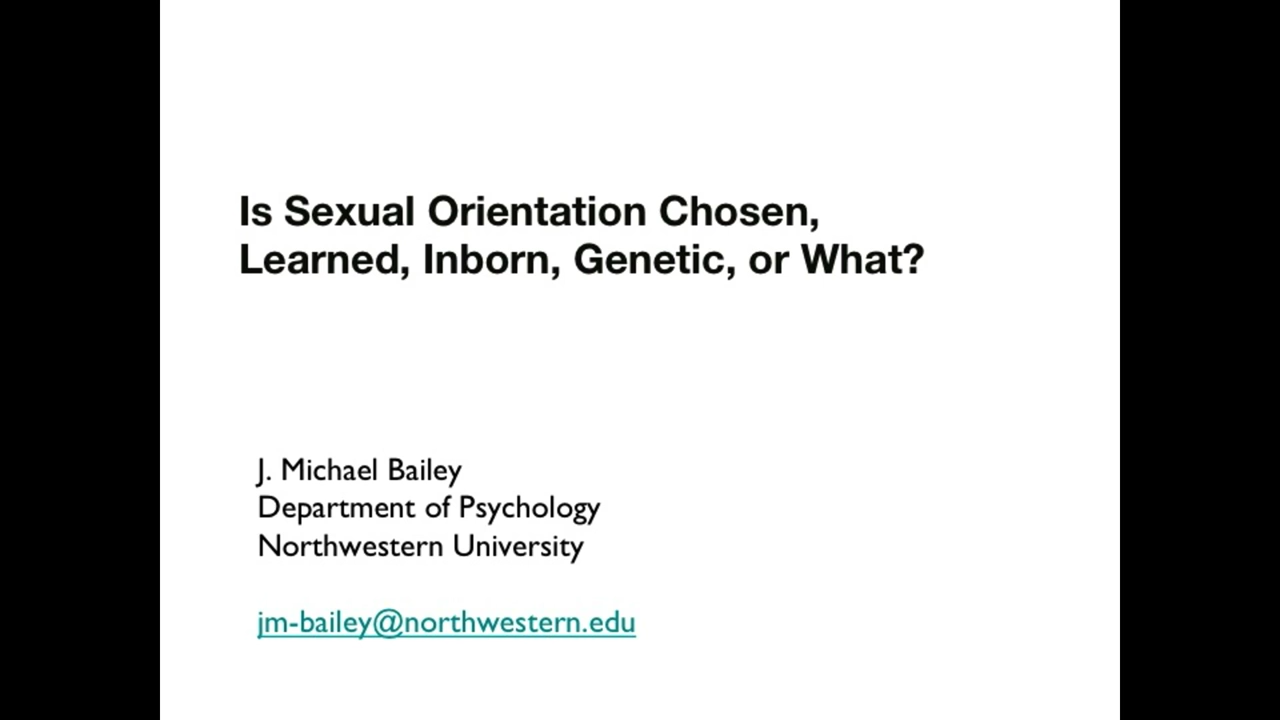 Is Sexual Orientation Chosen,
Learned, Inborn, Genetic, or What?
J. Michael Bailey
Department of Psychology
Northwestern University
jm-bailey@northwestern.edu